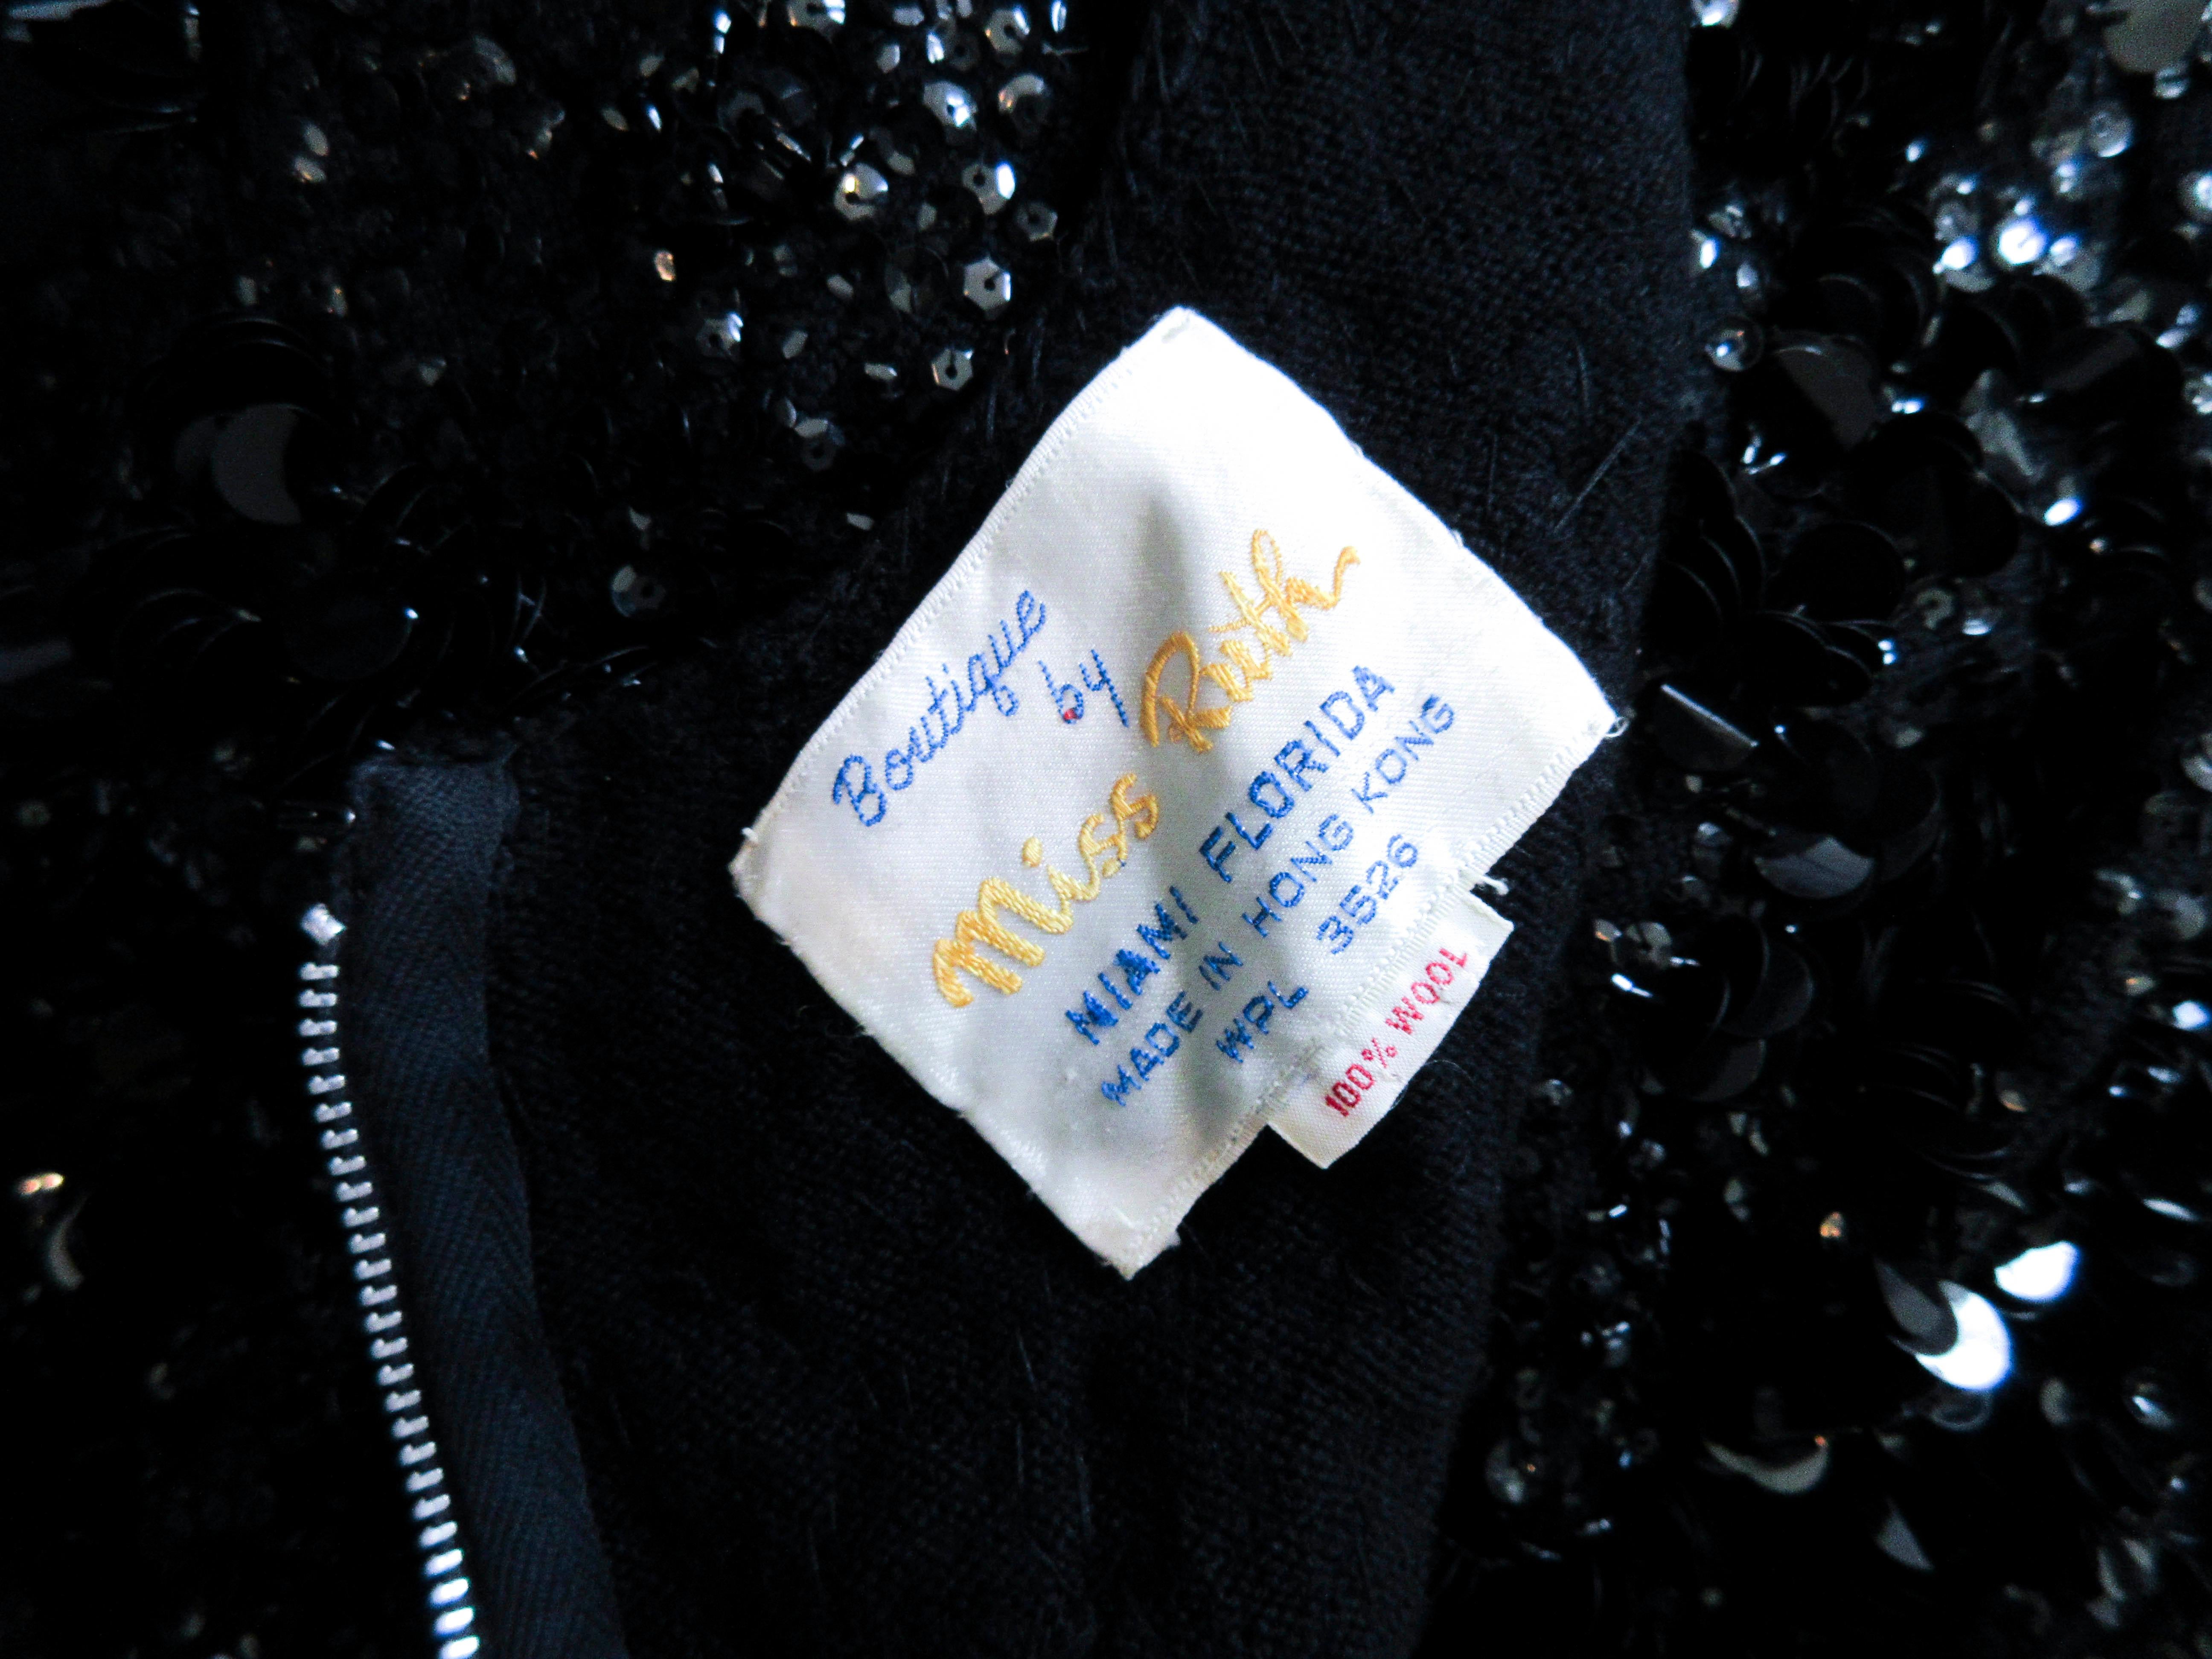 Boutique
by
Miss Ruth
MIAMI FLORIDA
MADE IN HONG KONG
WPL 3526
100% WOOL